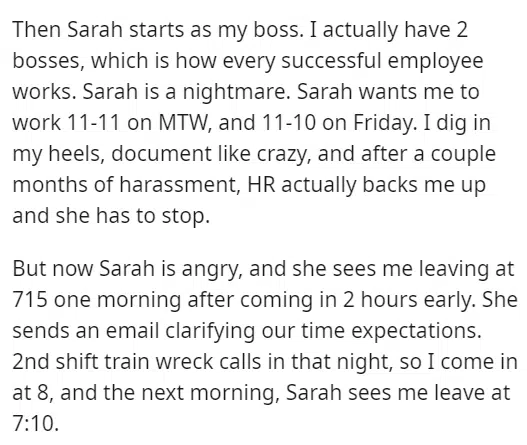 Then Sarah starts as my boss. I actually have 2
bosses, which is how every successful employee
works. Sarah is a nightmare. Sarah wants me to
work 11-11 on MTW, and 11-10 on Friday. I dig in
my heels, document like crazy, and after a couple
months of harassment, HR actually backs me up
and she has to stop.
But now Sarah is angry, and she sees me leaving at
715 one morning after coming in 2 hours early. She
sends an email clarifying our time expectations.
2nd shift train wreck calls in that night, so I come in
at 8, and the next morning, Sarah sees me leave at
7:10.